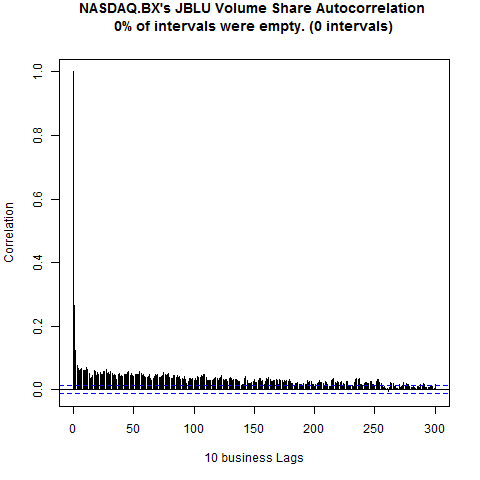 NASDAQ.BX's JBLU Volume Share Autocorrelation
0% of intervals were empty. (0 intervals)
1.0
0.8
0.6
0.4
0.2
0.0
Correlation
0 50 100 150 200 250 300
10 business Lags